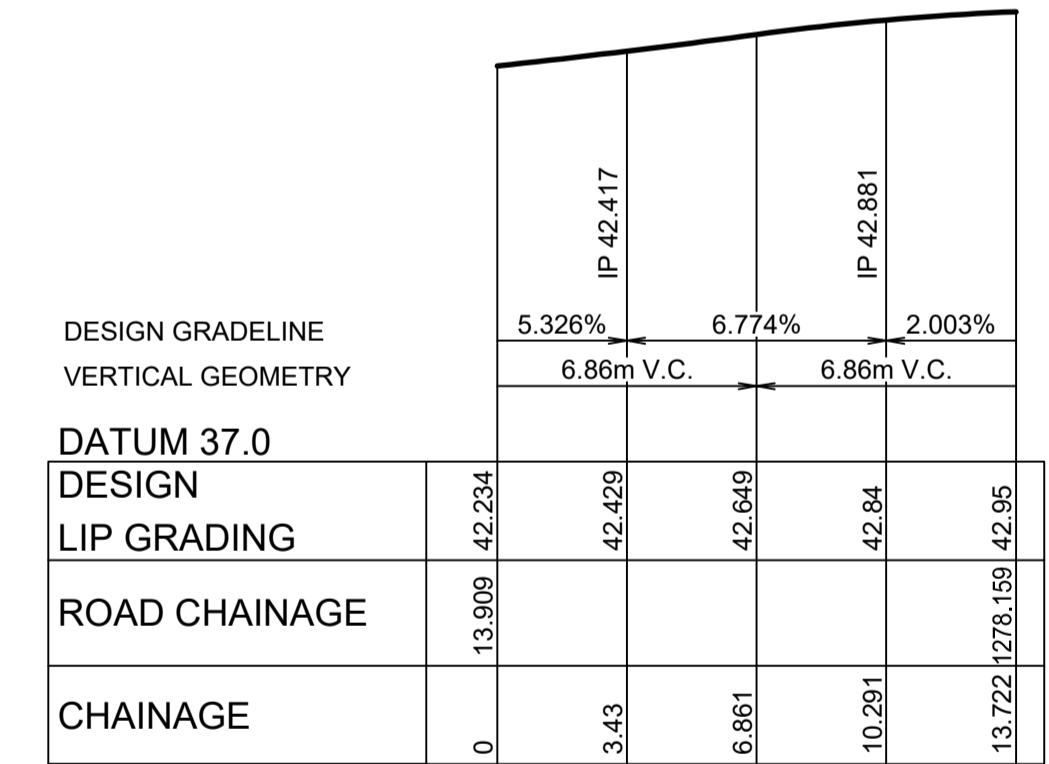 IP 42.417
IP 42.881
DESIGN GRADELINE 5.326% 6.774% 2.003%
VERTICAL GEOMETRY 6.86m V.C. 6.86m V.C.
DATUM 37.0
DESIGN
LIP GRADING 42.234 42.429 42.649 42.84 42.95
ROAD CHAINAGE 13.909 1278.159
CHAINAGE 0 3.43 6.861 10.291 13.722